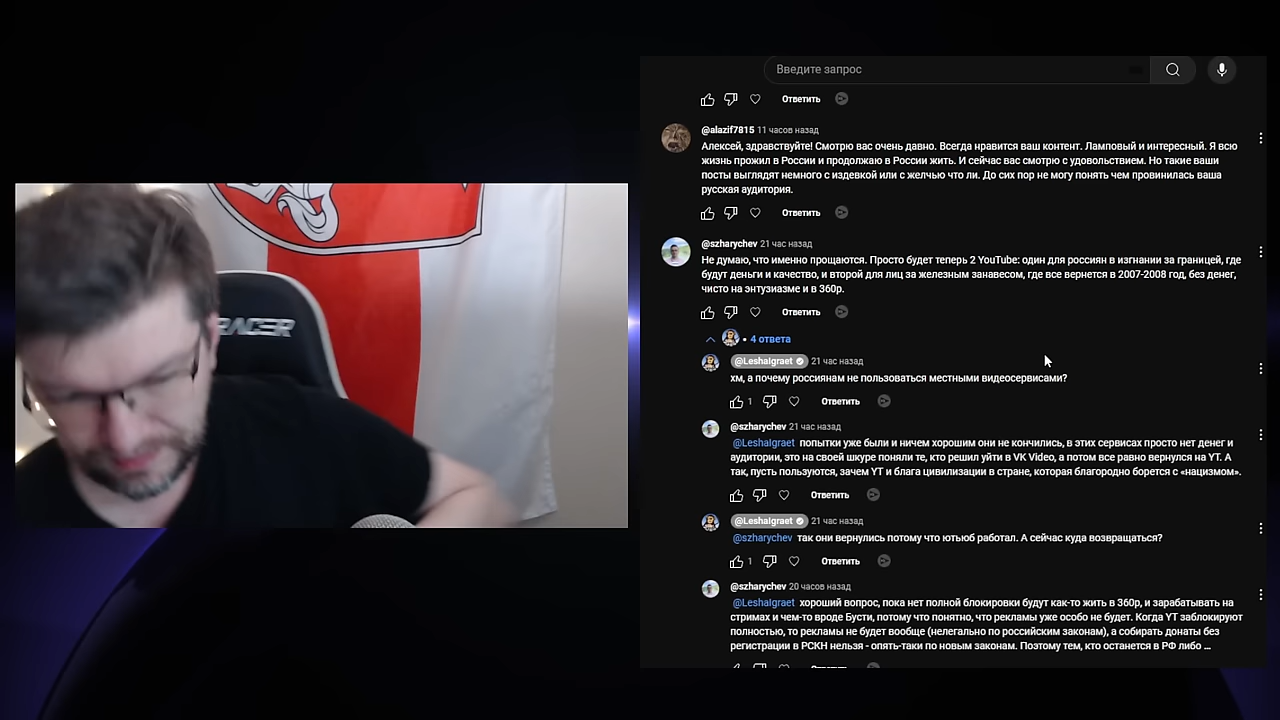 Введите запрос
Ответить
@alazif7815 11 часов назад
Алексей, здравствуйте! Смотрю вас очень давно. Всегда нравится ваш контент. Ламповый и интересный. Я всю
жизнь прожил в России и продолжаю в России жить. И сейчас вас смотрю с удовольствием. Но такие ваши
посты выглядят немного с издевкой или с желчью что ли. До сих пор не могу понять чем провинилась ваша
русская аудитория.
Ответить
@szharychev 21 час назад
Не думаю, что именно прощаются. Просто будет теперь 2 YouTube: один для россиян в изгнании за границей, где
будут деньги и качество, и второй для лиц за железным занавесом, где все вернется в 2007-2008 год, без денег,
чисто на энтузиазме и в 360р.
Ответить
• 4 ответа
@LeshaIgraet 21 час назад
хм, а почему россиянам не пользоваться местными видеосервисами?
1 Ответить
@szharychev 21 час назад
@LeshaIgraet попытки уже были и ничем хорошим они не кончились, в этих сервисах просто нет денег и
аудитории, это на своей шкуре поняли те, кто решил уйти в VK Video, а потом все равно вернулся на YT. А
так, пусть пользуются, зачем YT и блага цивилизации в стране, которая благородно борется с «нацизмом».
Ответить
@LeshaIgraet 21 час назад
@szharychev так они вернулись потому что ютьюб работал. А сейчас куда возвращаться?
1 Ответить
@szharychev 20 часов назад
@LeshaIgraet хороший вопрос, пока нет полной блокировки будут как-то жить в 360р, и зарабатывать на
стримах и чем-то вроде Бусти, потому что понятно, что рекламы уже особо не будет. Когда YT заблокируют
полностью, то рекламы не будет вообще (нелегально по российским законам), а собирать донаты без
регистрации в РСКН нельзя - опять-таки по новым законам. Поэтому тем, кто останется в РФ либо ...
RACER